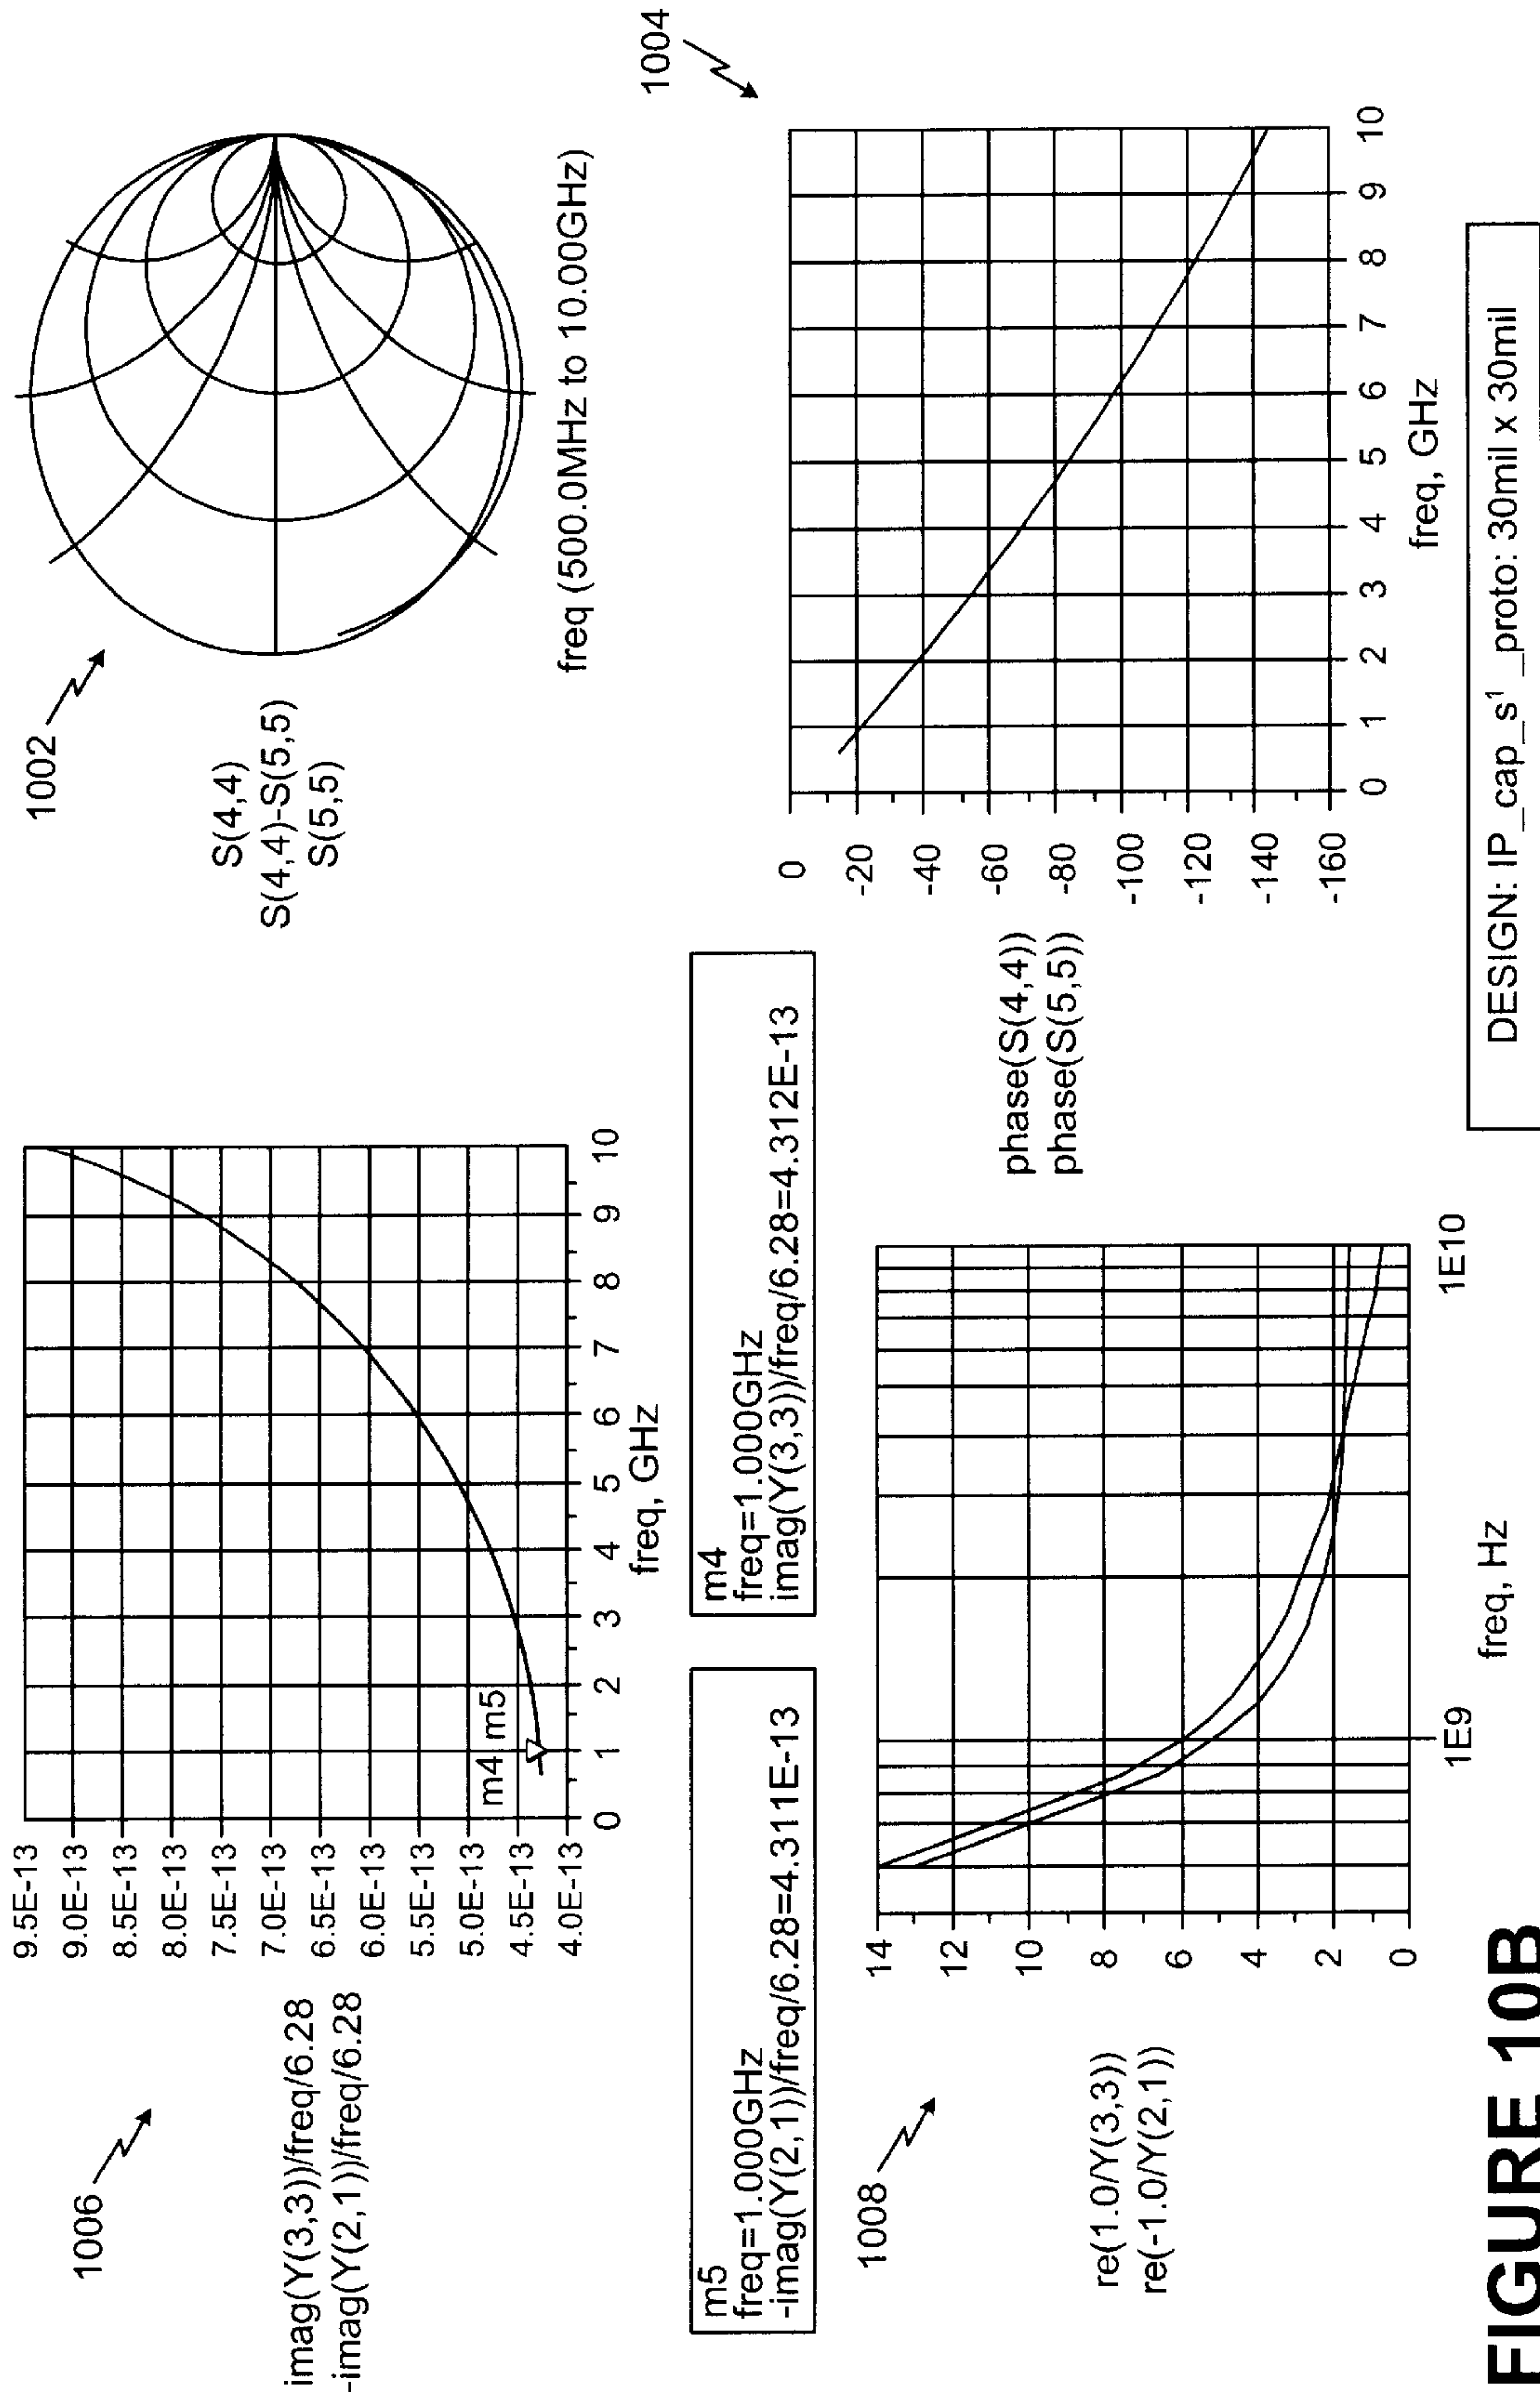 1006
imag(Y(3,3))/freq/6.28
-imag(Y(2,1))/freq/6.28
9.5E-13
9.0E-13
8.5E-13
8.0E-13
7.5E-13
7.0E-13
6.5E-13
6.0E-13
5.5E-13
5.0E-13
4.5E-13
4.0E-13
m4 m5
0 1 2 3 4 5 6 7 8 9 10
freq, GHz
1002
S(4,4)
S(4,4)-S(5,5)
S(5,5)
freq (500.0MHz to 10.00GHz)
m5
freq=1.000GHz
-imag(Y(2,1))/freq/6.28=4.311E-13
m4
freq=1.000GHz
imag(Y(3,3))/freq/6.28=4.312E-13
1008
re(1.0/Y(3,3))
re(-1.0/Y(2,1))
14
12
10
8
6
4
2
0
1E9 1E10
freq, Hz
1004
phase(S(4,4))
phase(S(5,5))
0
-20
-40
-60
-80
-100
-120
-140
-160
0 1 2 3 4 5 6 7 8 9 10
freq, GHz
DESIGN: IP_cap_s¹_proto: 30mil x 30mil
FIGURE 10B